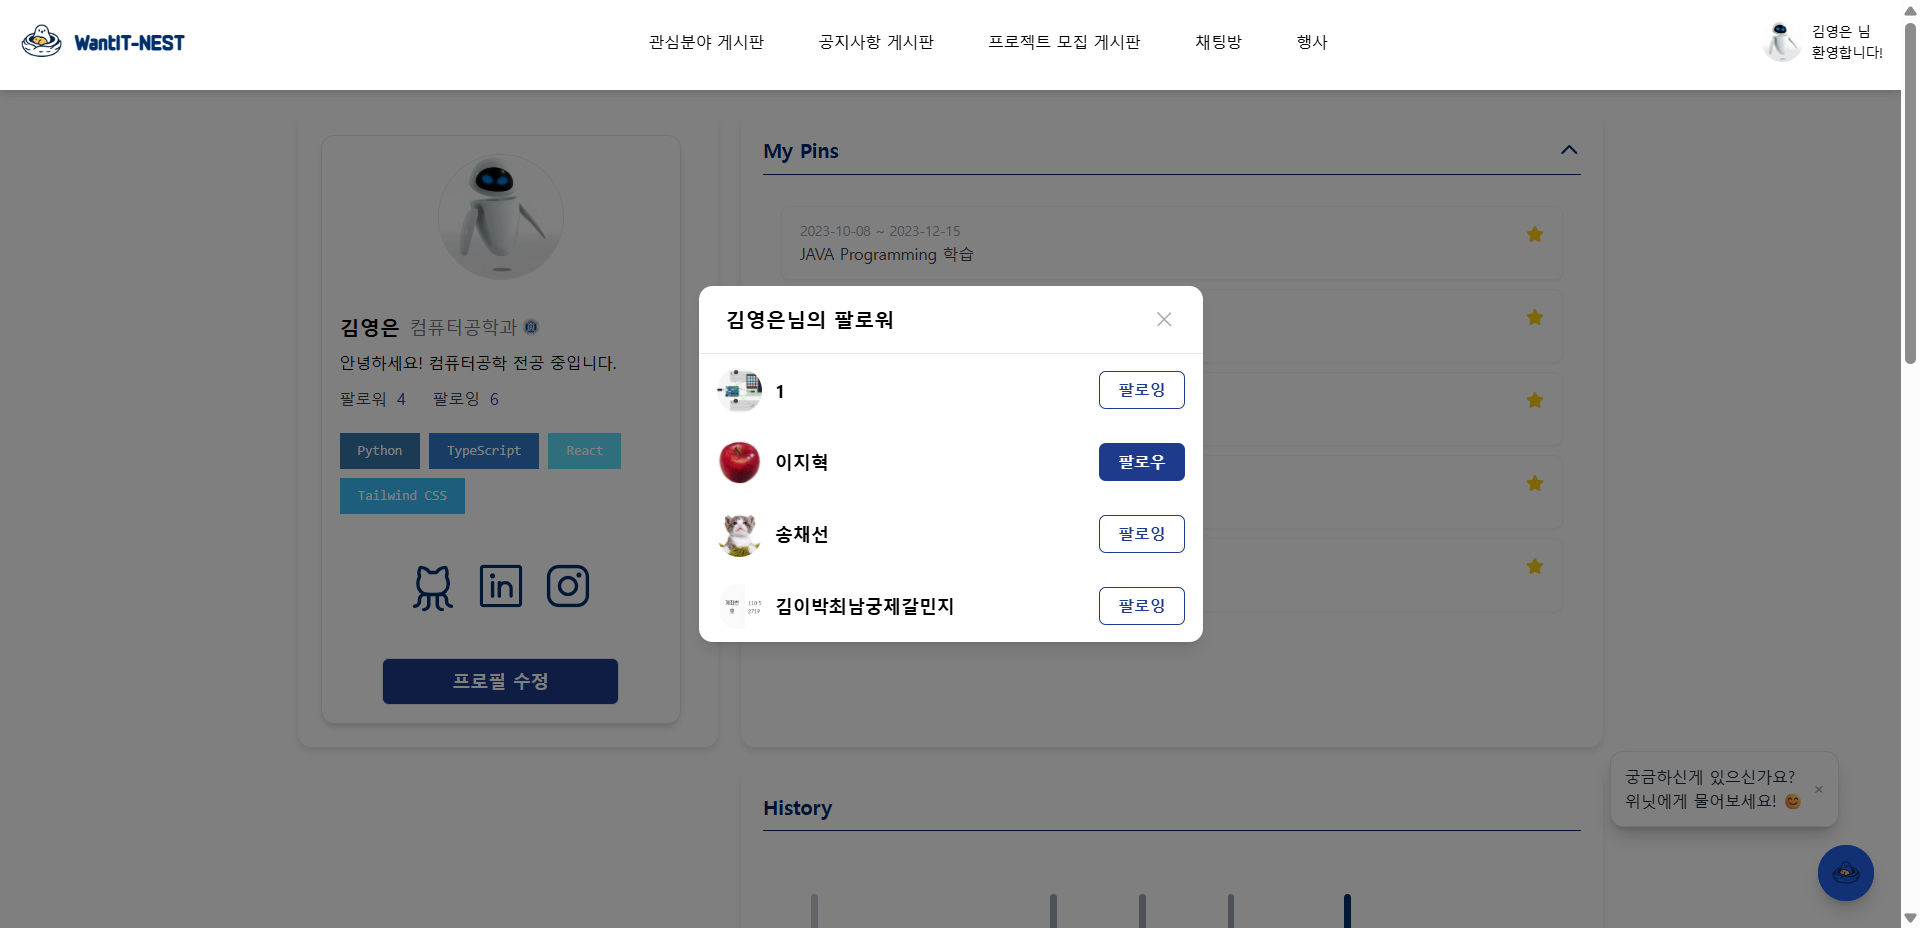 WantIT-NEST
관심분야 게시판
공지사항 게시판
프로젝트 모집 게시판
채팅방
행사
김영은 님
환영합니다!
김영은 컴퓨터공학과
안녕하세요! 컴퓨터공학 전공 중입니다.
팔로워 4 팔로잉 6
Python TypeScript React
Tailwind CSS
프로필 수정
My Pins
2023-10-08 ~ 2023-12-15
JAVA Programming 학습
김영은님의 팔로워
1 팔로잉
이지혁 팔로우
송채선 팔로잉
김이박최남궁제갈민지 팔로잉
History
궁금하신게 있으신가요?
위닛에게 물어보세요! 😊
×